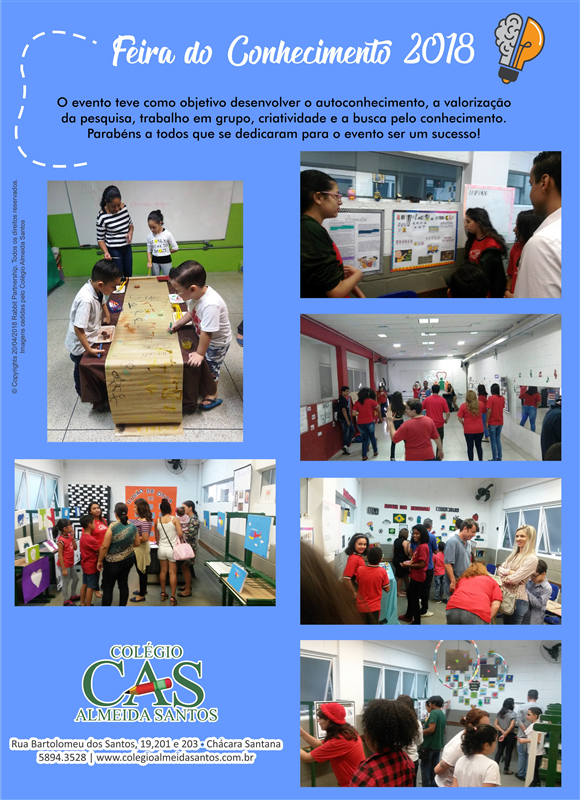 Feira do Conhecimento 2018
O evento teve como objetivo desenvolver o autoconhecimento, a valorização
da pesquisa, trabalho em grupo, criatividade e a busca pelo conhecimento.
Parabéns a todos que se dedicaram para o evento ser um sucesso!
© Copyrights 20/04/2018 Rabbit Partnership. Todos os direitos reservados.
Imagens cedidas pelo Colégio Almeida Santos
COLÉGIO
CAS
ALMEIDA SANTOS
Rua Bartolomeu dos Santos, 19,201 e 203 • Chácara Santana
5894.3528 | www.colegioalmeidasantos.com.br